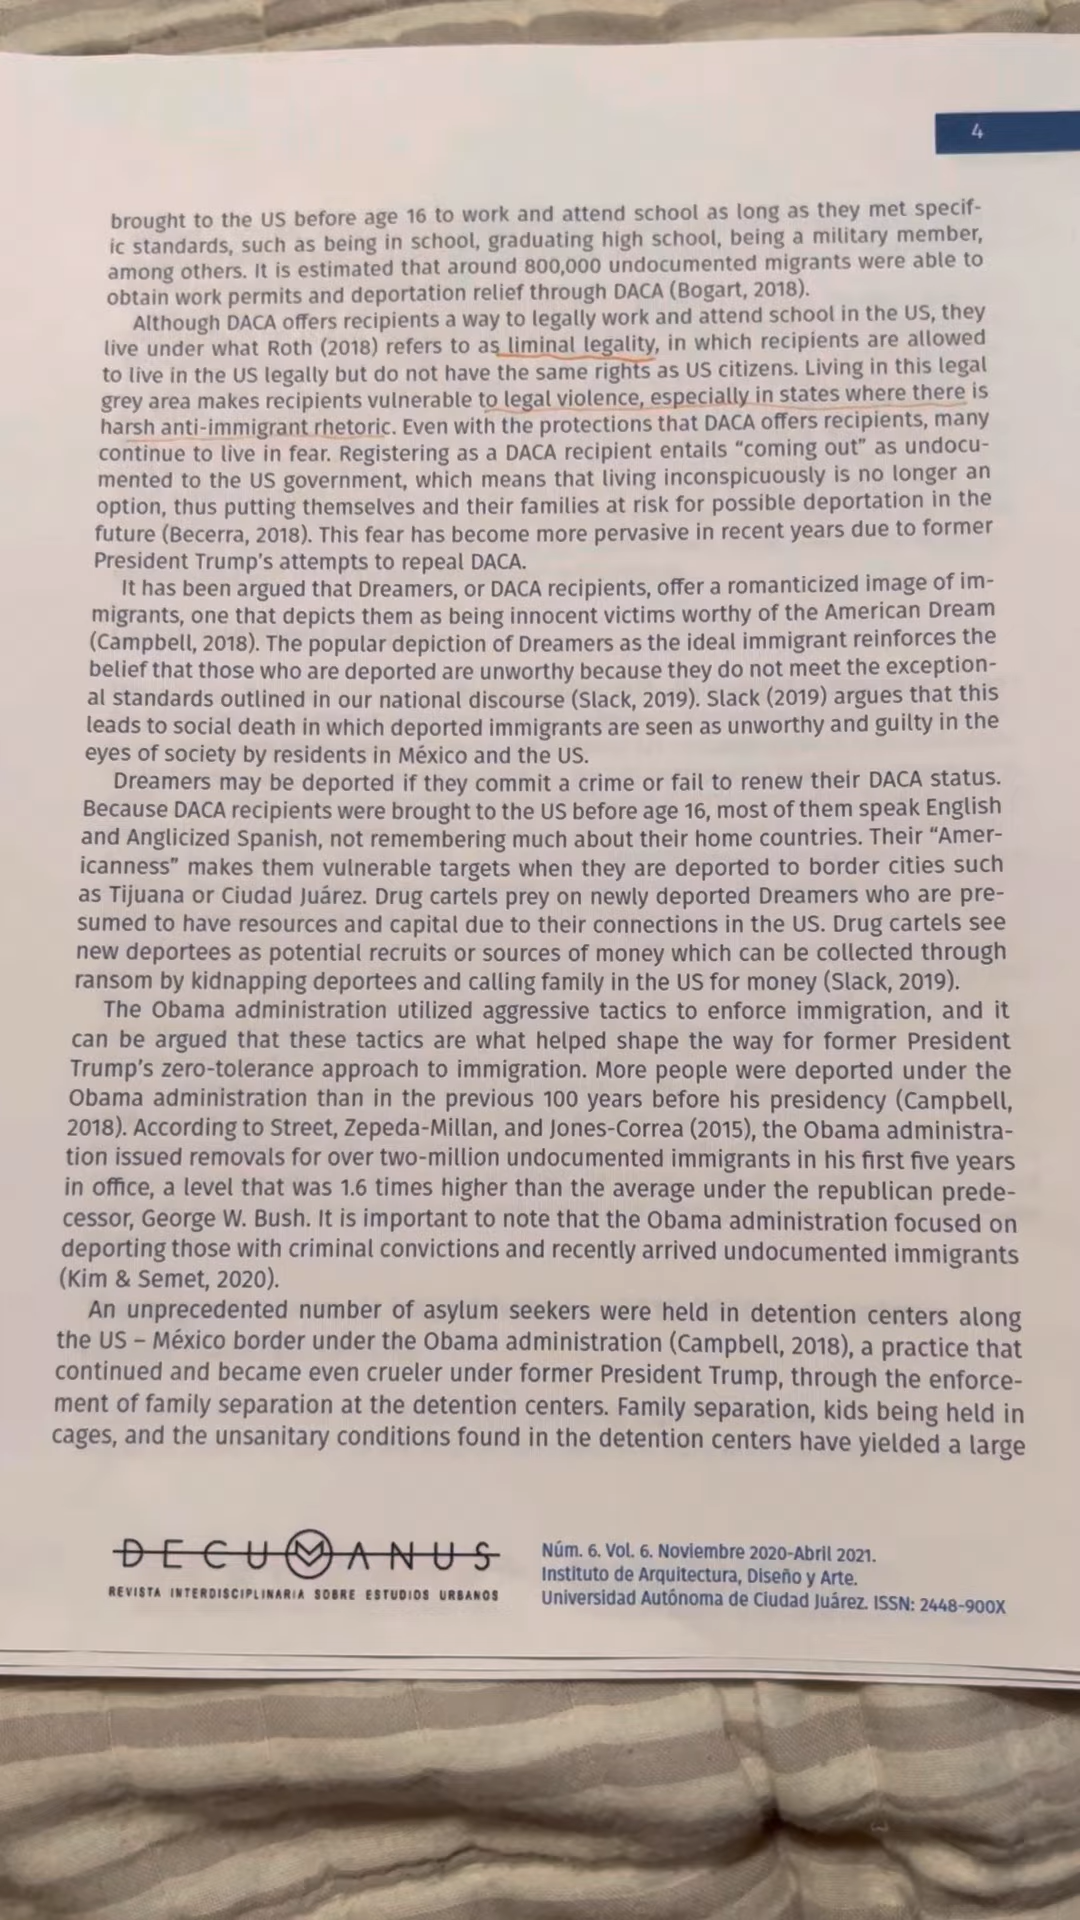 4
brought to the US before age 16 to work and attend school as long as they met specif-
ic standards, such as being in school, graduating high school, being a military member,
among others. It is estimated that around 800,000 undocumented migrants were able to
obtain work permits and deportation relief through DACA (Bogart, 2018).
Although DACA offers recipients a way to legally work and attend school in the US, they
live under what Roth (2018) refers to as liminal legality, in which recipients are allowed
to live in the US legally but do not have the same rights as US citizens. Living in this legal
grey area makes recipients vulnerable to legal violence, especially in states where there is
harsh anti-immigrant rhetoric. Even with the protections that DACA offers recipients, many
continue to live in fear. Registering as a DACA recipient entails “coming out” as undocu-
mented to the US government, which means that living inconspicuously is no longer an
option, thus putting themselves and their families at risk for possible deportation in the
future (Becerra, 2018). This fear has become more pervasive in recent years due to former
President Trump’s attempts to repeal DACA.
It has been argued that Dreamers, or DACA recipients, offer a romanticized image of im-
migrants, one that depicts them as being innocent victims worthy of the American Dream
(Campbell, 2018). The popular depiction of Dreamers as the ideal immigrant reinforces the
belief that those who are deported are unworthy because they do not meet the exception-
al standards outlined in our national discourse (Slack, 2019). Slack (2019) argues that this
leads to social death in which deported immigrants are seen as unworthy and guilty in the
eyes of society by residents in México and the US.
Dreamers may be deported if they commit a crime or fail to renew their DACA status.
Because DACA recipients were brought to the US before age 16, most of them speak English
and Anglicized Spanish, not remembering much about their home countries. Their “Amer-
icanness” makes them vulnerable targets when they are deported to border cities such
as Tijuana or Ciudad Juárez. Drug cartels prey on newly deported Dreamers who are pre-
sumed to have resources and capital due to their connections in the US. Drug cartels see
new deportees as potential recruits or sources of money which can be collected through
ransom by kidnapping deportees and calling family in the US for money (Slack, 2019).
The Obama administration utilized aggressive tactics to enforce immigration, and it
can be argued that these tactics are what helped shape the way for former President
Trump’s zero-tolerance approach to immigration. More people were deported under the
Obama administration than in the previous 100 years before his presidency (Campbell,
2018). According to Street, Zepeda-Millan, and Jones-Correa (2015), the Obama administra-
tion issued removals for over two-million undocumented immigrants in his first five years
in office, a level that was 1.6 times higher than the average under the republican prede-
cessor, George W. Bush. It is important to note that the Obama administration focused on
deporting those with criminal convictions and recently arrived undocumented immigrants
(Kim & Semet, 2020).
An unprecedented number of asylum seekers were held in detention centers along
the US – México border under the Obama administration (Campbell, 2018), a practice that
continued and became even crueler under former President Trump, through the enforce-
ment of family separation at the detention centers. Family separation, kids being held in
cages, and the unsanitary conditions found in the detention centers have yielded a large
DECUMANUS
REVISTA INTERDISCIPLINARIA SOBRE ESTUDIOS URBANOS
Núm. 6. Vol. 6. Noviembre 2020-Abril 2021.
Instituto de Arquitectura, Diseño y Arte.
Universidad Autónoma de Ciudad Juárez. ISSN: 2448-900X